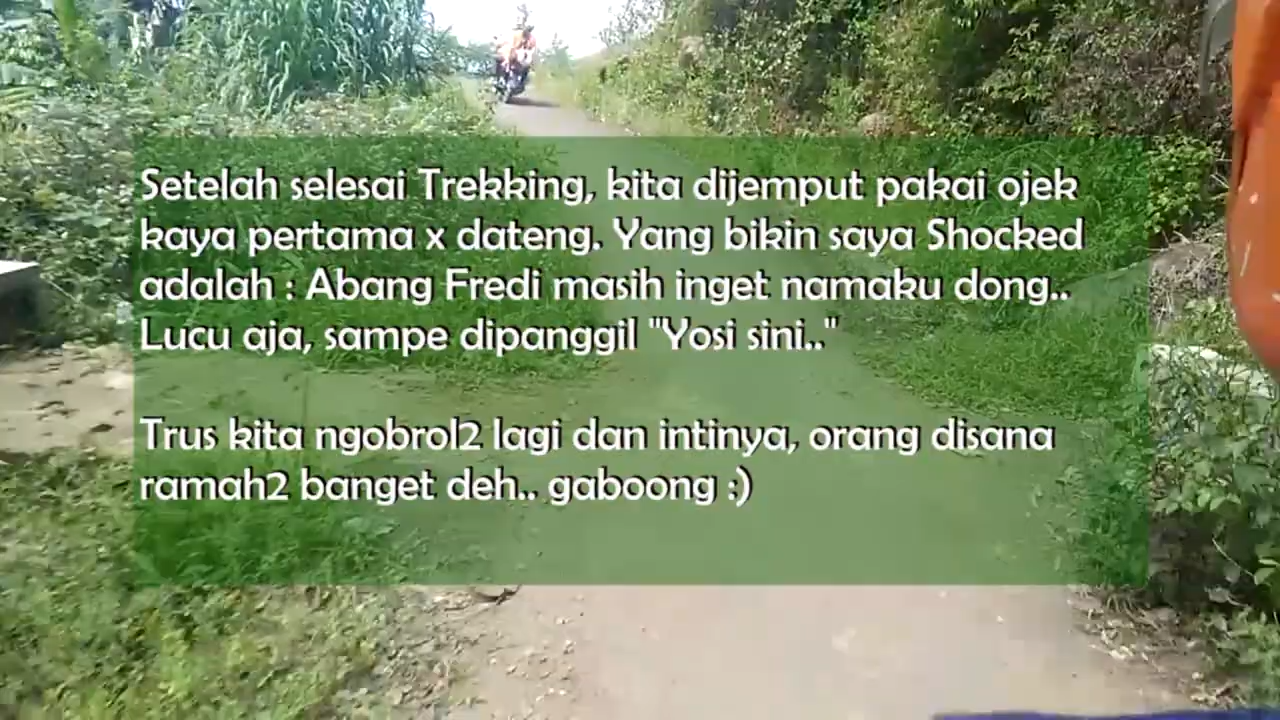 Setelah selesai Trekking, kita dijemput pakai ojek
kaya pertama x dateng. Yang bikin saya Shocked
adalah : Abang Fredi masih inget namaku dong..
Lucu aja, sampe dipanggil "Yosi sini.."
Trus kita ngobrol2 lagi dan intinya, orang disana
ramah2 banget deh.. gaboong :)